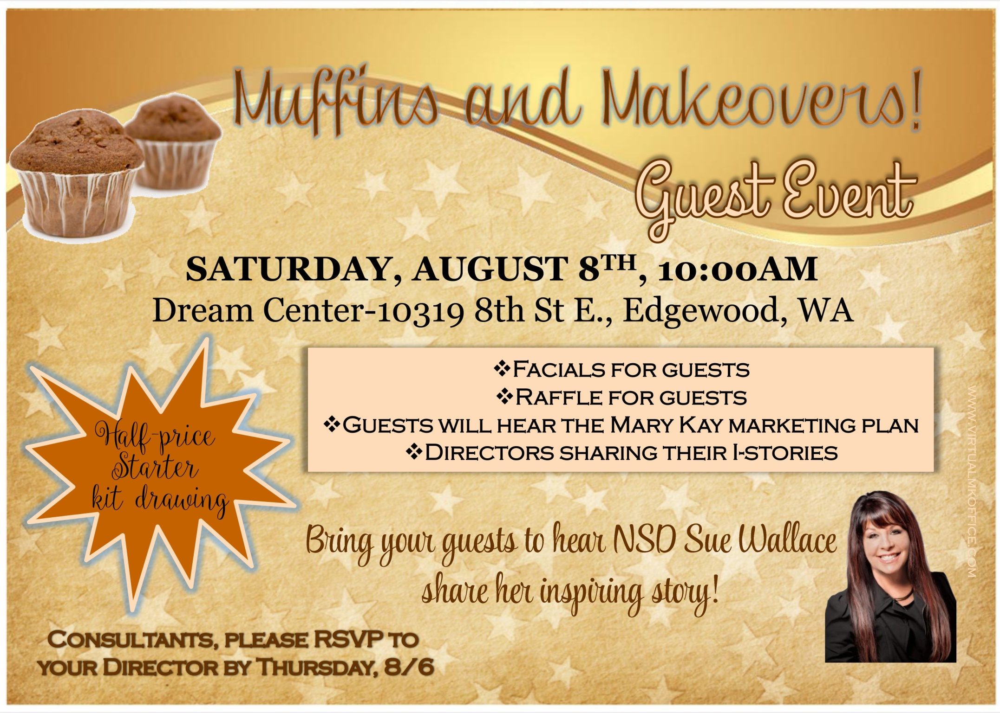 Muffins and Makeovers!
Guest Event
SATURDAY, AUGUST 8TH, 10:00AM
Dream Center-10319 8th St E., Edgewood, WA
❖FACIALS FOR GUESTS
❖RAFFLE FOR GUESTS
❖GUESTS WILL HEAR THE MARY KAY MARKETING PLAN
❖DIRECTORS SHARING THEIR I-STORIES
Half-price
Starter
kit drawing
Bring your guests to hear NSD Sue Wallace
share her inspiring story!
CONSULTANTS, PLEASE RSVP TO
YOUR DIRECTOR BY THURSDAY, 8/6
WWW.VIRTUALMKOFFICE.COM